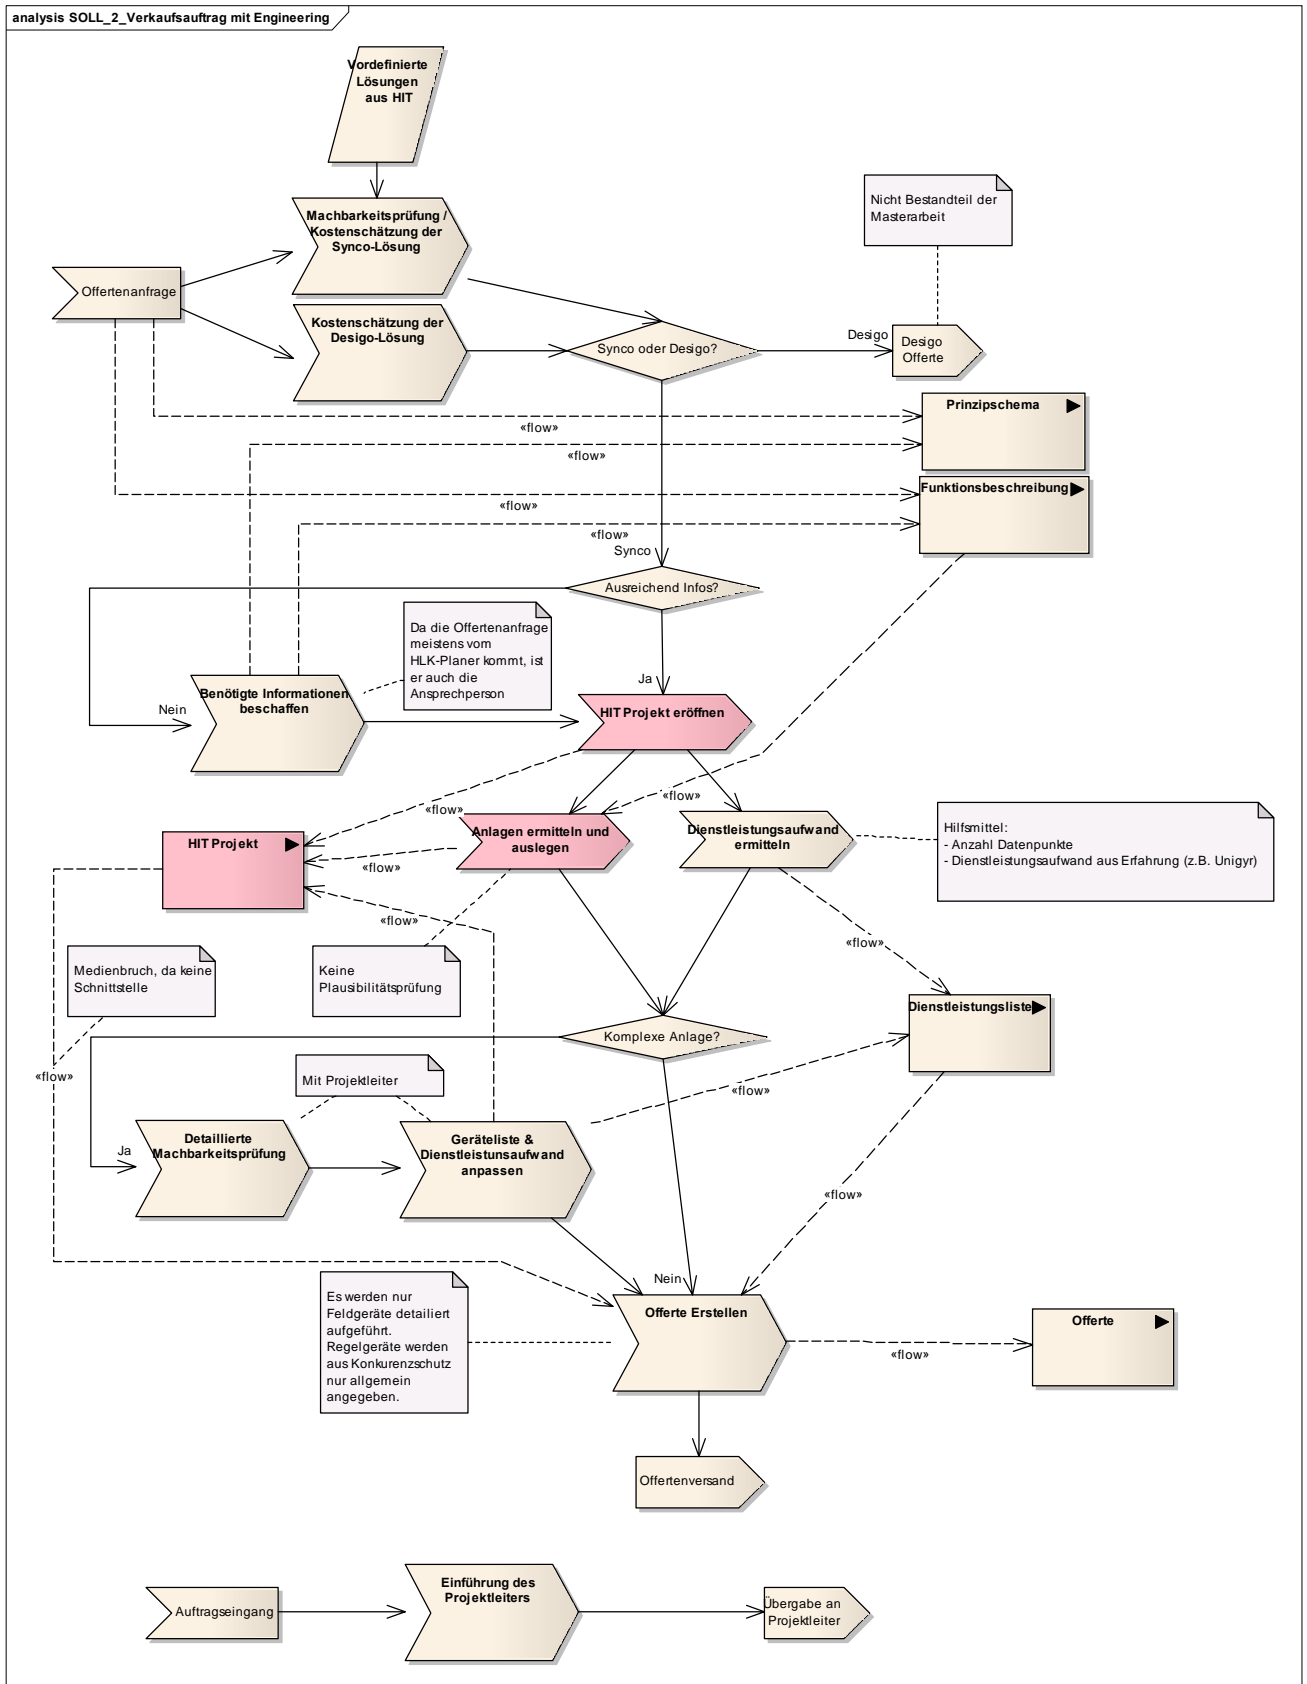 analysis SOLL_2_Verkaufsauftrag mit Engineering
Vordefinierte
Lösungen
aus HIT
Nicht Bestandteil der
Masterarbeit
Machbarkeitsprüfung /
Kostenschätzung der
Synco-Lösung
Offertenanfrage
Kostenschätzung der
Desigo-Lösung
Synco oder Desigo?
Desigo
Desigo
Offerte
Prinzipschema
«flow»
«flow»
Funktionsbeschreibung
«flow»
«flow»
Synco
Ausreichend Infos?
Da die Offertenanfrage
meistens vom
HLK-Planer kommt, ist
er auch die
Ansprechperson
Ja
Nein
Benötigte Informationen
beschaffen
HIT Projekt eröffnen
«flow»
«flow»
HIT Projekt
Anlagen ermitteln und
auslegen
Dienstleistungsaufwand
ermitteln
Hilfsmittel:
- Anzahl Datenpunkte
- Dienstleistungsaufwand aus Erfahrung (z.B. Unigyr)
«flow»
«flow»
«flow»
Medienbruch, da keine
Schnittstelle
Keine
Plausibilitätsprüfung
Dienstleistungsliste
Komplexe Anlage?
«flow»
Mit Projektleiter
«flow»
Ja
Detaillierte
Machbarkeitsprüfung
Geräteliste &
Dienstleistunsaufwand
anpassen
«flow»
Nein
Es werden nur
Feldgeräte detailiert
aufgeführt.
Regelgeräte werden
aus Konkurenzschutz
nur allgemein
angegeben.
Offerte Erstellen
«flow»
Offerte
Offertenversand
Auftragseingang
Einführung des
Projektleiters
Übergabe an
Projektleiter